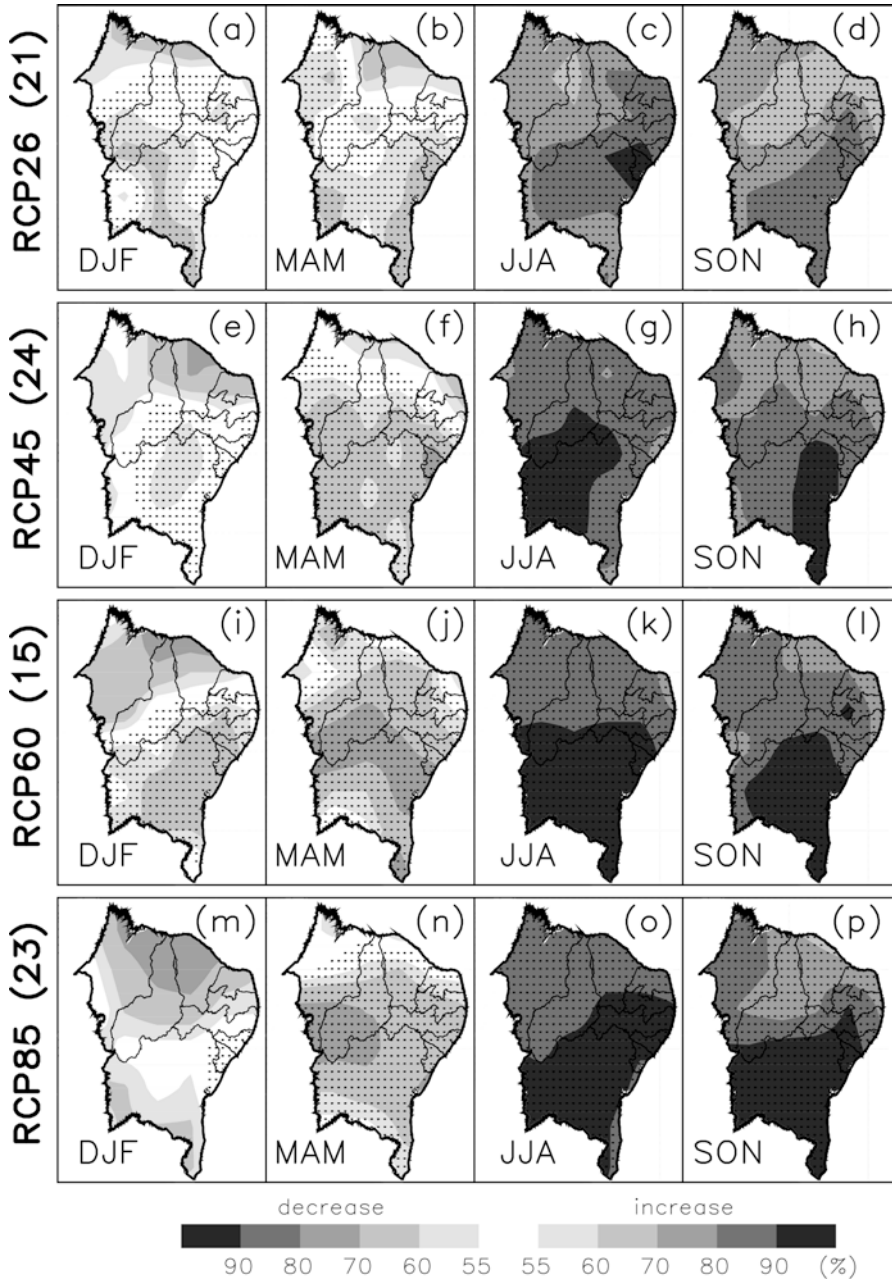 RCP26 (21)
(a)
(b)
(c)
(d)
DJF
MAM
JJA
SON
RCP45 (24)
(e)
(f)
(g)
(h)
DJF
MAM
JJA
SON
RCP60 (15)
(i)
(j)
(k)
(l)
DJF
MAM
JJA
SON
RCP85 (23)
(m)
(n)
(o)
(p)
DJF
MAM
JJA
SON
decrease increase
90 80 70 60 55 55 60 70 80 90 (%)